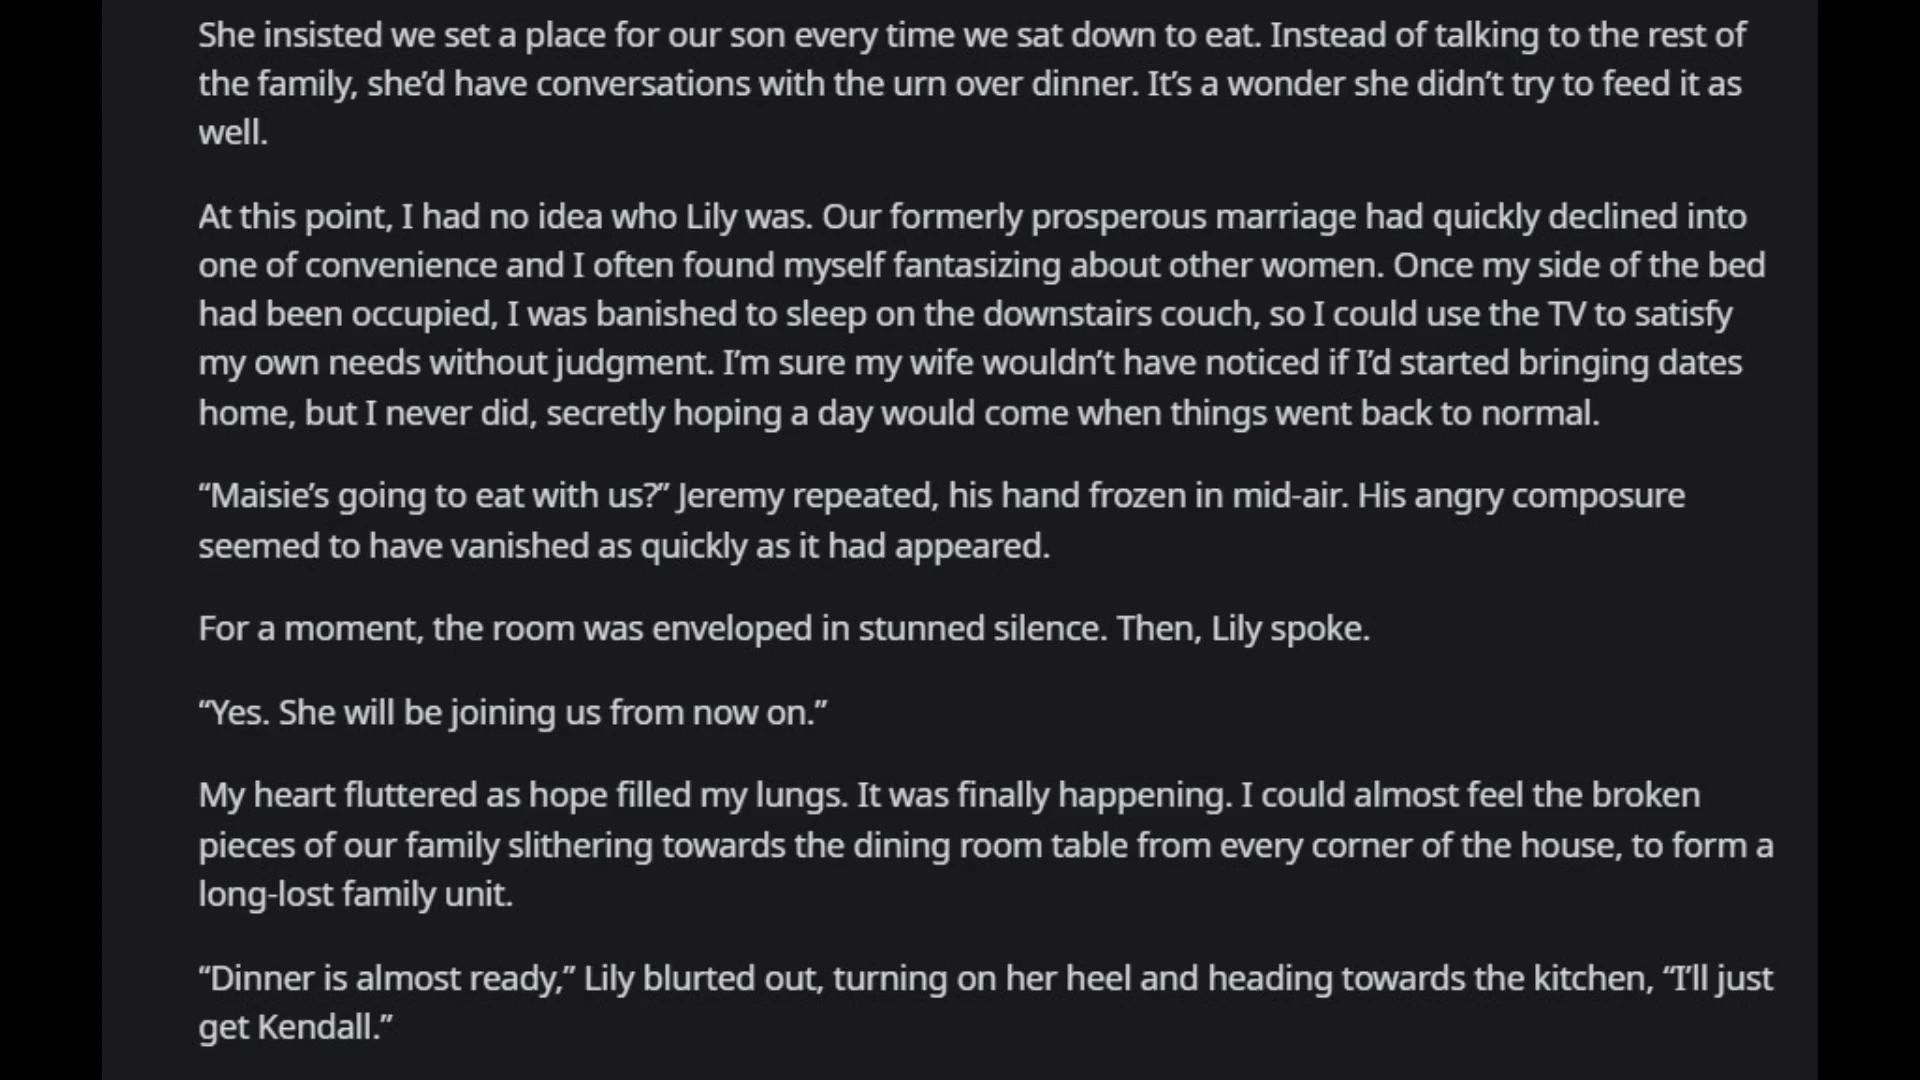 She insisted we set a place for our son every time we sat down to eat. Instead of talking to the rest of
the family, she’d have conversations with the urn over dinner. It’s a wonder she didn’t try to feed it as
well.
At this point, I had no idea who Lily was. Our formerly prosperous marriage had quickly declined into
one of convenience and I often found myself fantasizing about other women. Once my side of the bed
had been occupied, I was banished to sleep on the downstairs couch, so I could use the TV to satisfy
my own needs without judgment. I’m sure my wife wouldn’t have noticed if I’d started bringing dates
home, but I never did, secretly hoping a day would come when things went back to normal.
“Maisie’s going to eat with us?” Jeremy repeated, his hand frozen in mid-air. His angry composure
seemed to have vanished as quickly as it had appeared.
For a moment, the room was enveloped in stunned silence. Then, Lily spoke.
“Yes. She will be joining us from now on.”
My heart fluttered as hope filled my lungs. It was finally happening. I could almost feel the broken
pieces of our family slithering towards the dining room table from every corner of the house, to form a
long-lost family unit.
“Dinner is almost ready,” Lily blurted out, turning on her heel and heading towards the kitchen, “I’ll just
get Kendall.”